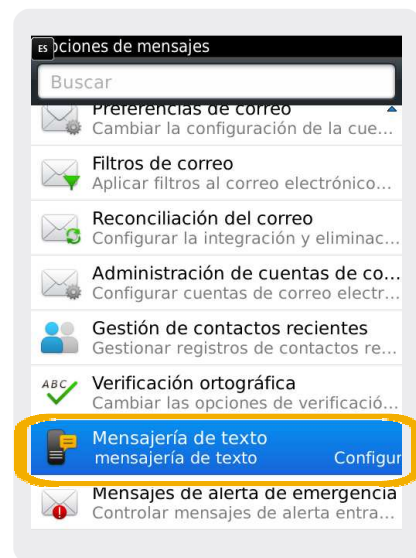 ES
pciones de mensajes
Buscar
Preferencias de correo
Cambiar la configuración de la cue...
Filtros de correo
Aplicar filtros al correo electrónico...
Reconciliación del correo
Configurar la integración y eliminac...
Administración de cuentas de co...
Configurar cuentas de correo electr...
Gestión de contactos recientes
Gestionar registros de contactos re...
ABC
Verificación ortográfica
Cambiar las opciones de verificació...
Mensajería de texto
mensajería de texto Configur
Mensajes de alerta de emergencia
Controlar mensajes de alerta entra...